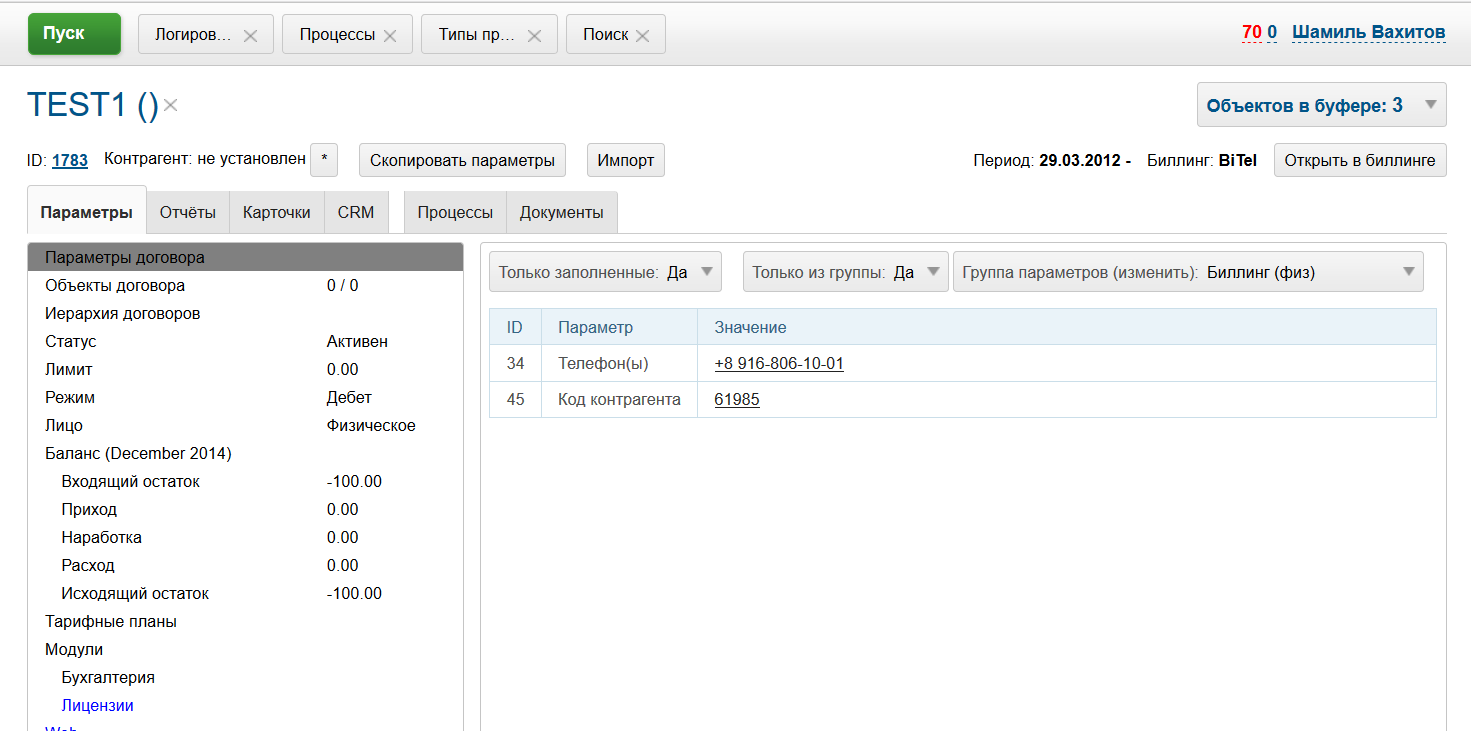 Пуск Логиров... Процессы Типы пр... Поиск 70 0 Шамиль Вахитов
TEST1 () Объектов в буфере: 3
ID: 1783 Контрагент: не установлен * Скопировать параметры Импорт Период: 29.03.2012 - Биллинг: BiTel Открыть в биллинге
Параметры Отчёты Карточки CRM Процессы Документы
Параметры договора
Объекты договора 0 / 0
Иерархия договоров
Статус Активен
Лимит 0.00
Режим Дебет
Лицо Физическое
Баланс (December 2014)
Входящий остаток -100.00
Приход 0.00
Наработка 0.00
Расход 0.00
Исходящий остаток -100.00
Тарифные планы
Модули
Бухгалтерия
Лицензии
Web
Только заполненные: Да Только из группы: Да Группа параметров (изменить): Биллинг (физ)
ID Параметр Значение
34 Телефон(ы) +8 916-806-10-01
45 Код контрагента 61985